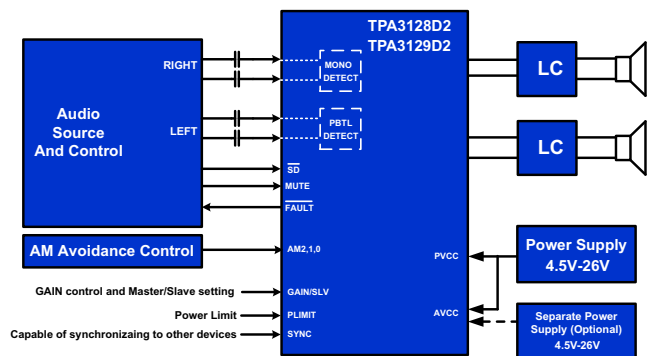 TPA3128D2
TPA3129D2
RIGHT
MONO
DETECT
LC
Audio
Source
And Control
LEFT
PBTL
DETECT
LC
SD
MUTE
FAULT
AM Avoidance Control
AM2,1,0
PVCC
Power Supply
4.5V-26V
GAIN control and Master/Slave setting
GAIN/SLV
Power Limit
PLIMIT
AVCC
Separate Power
Supply (Optional)
4.5V-26V
Capable of synchronizaing to other devices
SYNC